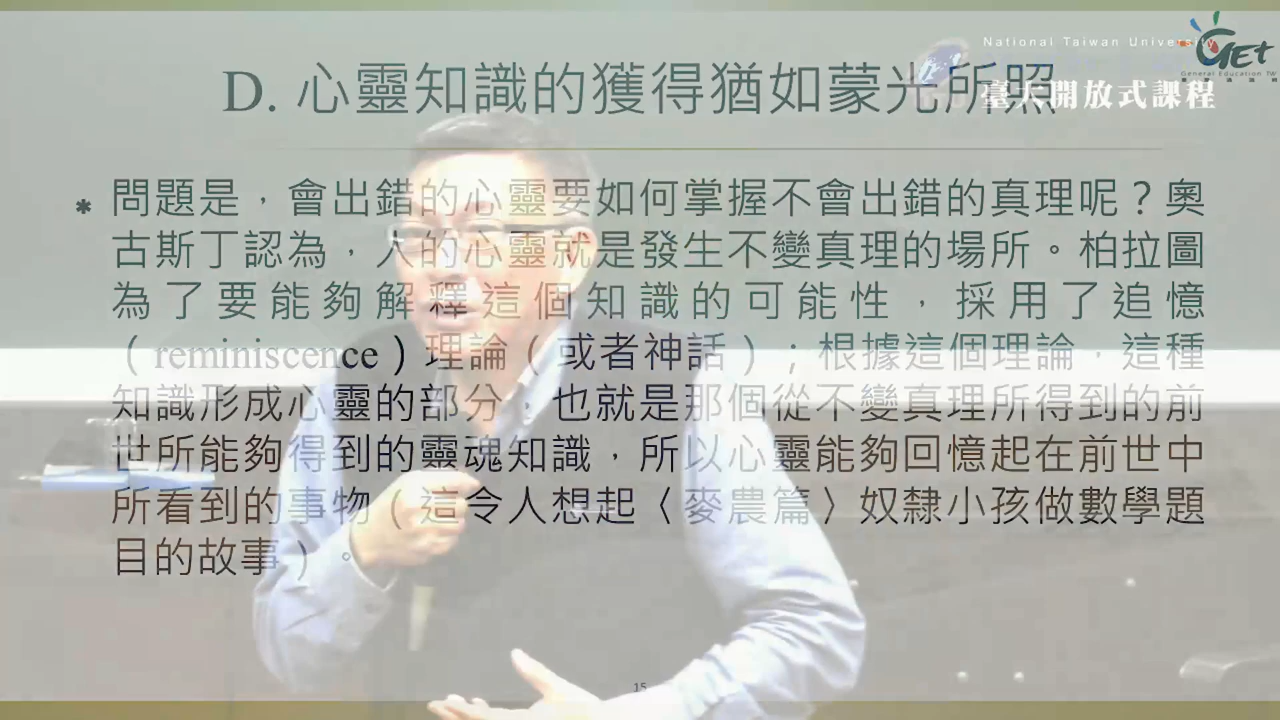 National Taiwan University
GEt
General Education TW
臺大開放式課程
D. 心靈知識的獲得猶如蒙光所照
* 問題是，會出錯的心靈要如何掌握不會出錯的真理呢？奧
古斯丁認為，人的心靈就是發生不變真理的場所。柏拉圖
為了要能夠解釋這個知識的可能性，採用了追憶
（reminiscence）理論（或者神話）；根據這個理論，這種
知識形成心靈的部分，也就是那個從不變真理所得到的前
世所能夠得到的靈魂知識，所以心靈能夠回憶起在前世中
所看到的事物（這令人想起〈麥農篇〉奴隸小孩做數學題
目的故事）。
15